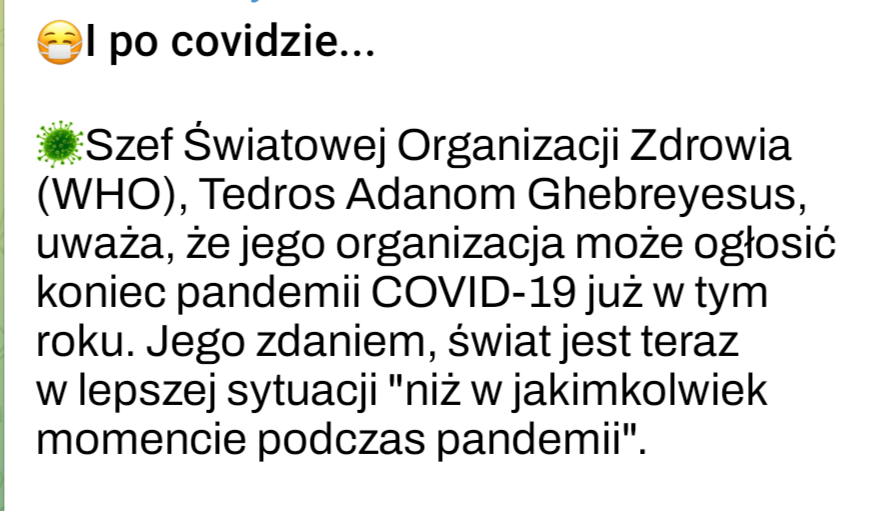 😷I po covidzie...
🦠Szef Światowej Organizacji Zdrowia
(WHO), Tedros Adanom Ghebreyesus,
uważa, że jego organizacja może ogłosić
koniec pandemii COVID-19 już w tym
roku. Jego zdaniem, świat jest teraz
w lepszej sytuacji "niż w jakimkolwiek
momencie podczas pandemii".